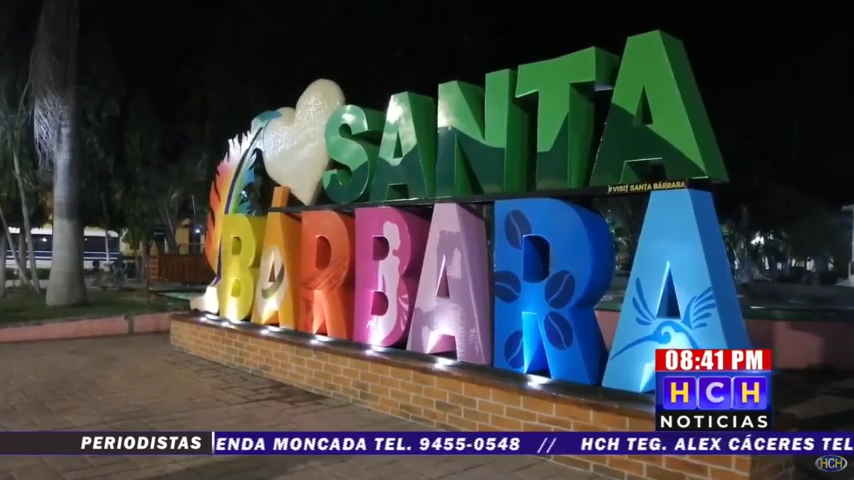 SANTA
#VISIT SANTA BÁRBARA
BÁRBARA
08:41 PM
HCH
NOTICIAS
PERIODISTAS ENDA MONCADA TEL. 9455-0548 // HCH TEG. ALEX CÁCERES TEL
HCH